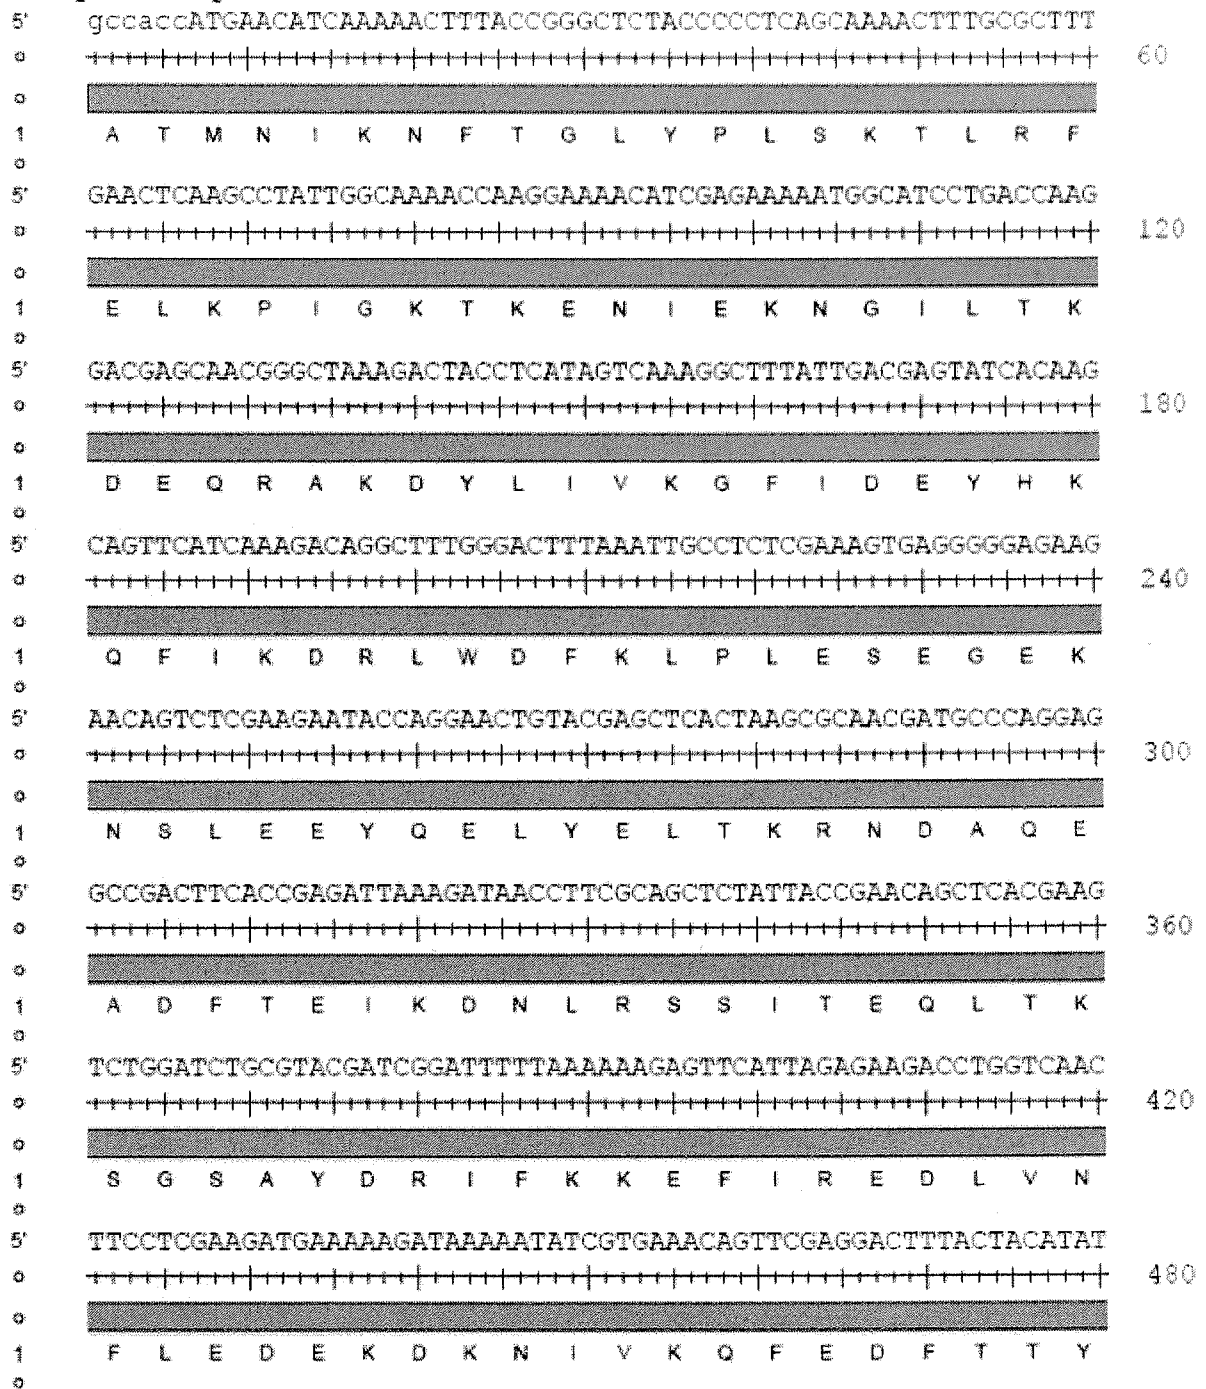 5' gccaccATGAACATCAAAAACTTTACCGGGCTCTACCCCCTCAGCAAAACTTTGCGCTTT
o 60
o
1 A T M N I K N F T G L Y P L S K T L R F
o
5' GAACTCAAGCCTATTGGCAAAACCAAGGAAAACATCGAGAAAAATGGCATCCTGACCAAG
o 120
o
1 E L K P I G K T K E N I E K N G I L T K
o
5' GACGAGCAACGGGCTAAAGACTACCTCATAGTCAAAGGCTTTATTGACGAGTATCACAAG
o 180
o
1 D E Q R A K D Y L I V K G F I D E Y H K
o
5' CAGTTCATCAAAGACAGGCTTTGGGACTTTAAATTGCCTCTCGAAAGTGAGGGGGAGAAG
o 240
o
1 Q F I K D R L W D F K L P L E S E G E K
o
5' AACAGTCTCGAAGAATACCAGGAACTGTACGAGCTCACTAAGCGCAACGATGCCCAGGAG
o 300
o
1 N S L E E Y Q E L Y E L T K R N D A Q E
o
5' GCCGACTTCACCGAGATTAAAGATAACCTTCGCAGCTCTATTACCGAACAGCTCACGAAG
o 360
o
1 A D F T E I K D N L R S S I T E Q L T K
o
5' TCTGGATCTGCGTACGATCGGATTTTTAAAAAAGAGTTCATTAGAGAAGACCTGGTCAAC
o 420
o
1 S G S A Y D R I F K K E F I R E D L V N
o
5' TTCCTCGAAGATGAAAAAGATAAAAATATCGTGAAACAGTTCGAGGACTTTACTACATAT
o 480
o
1 F L E D E K D K N I V K Q F E D F T T Y
o